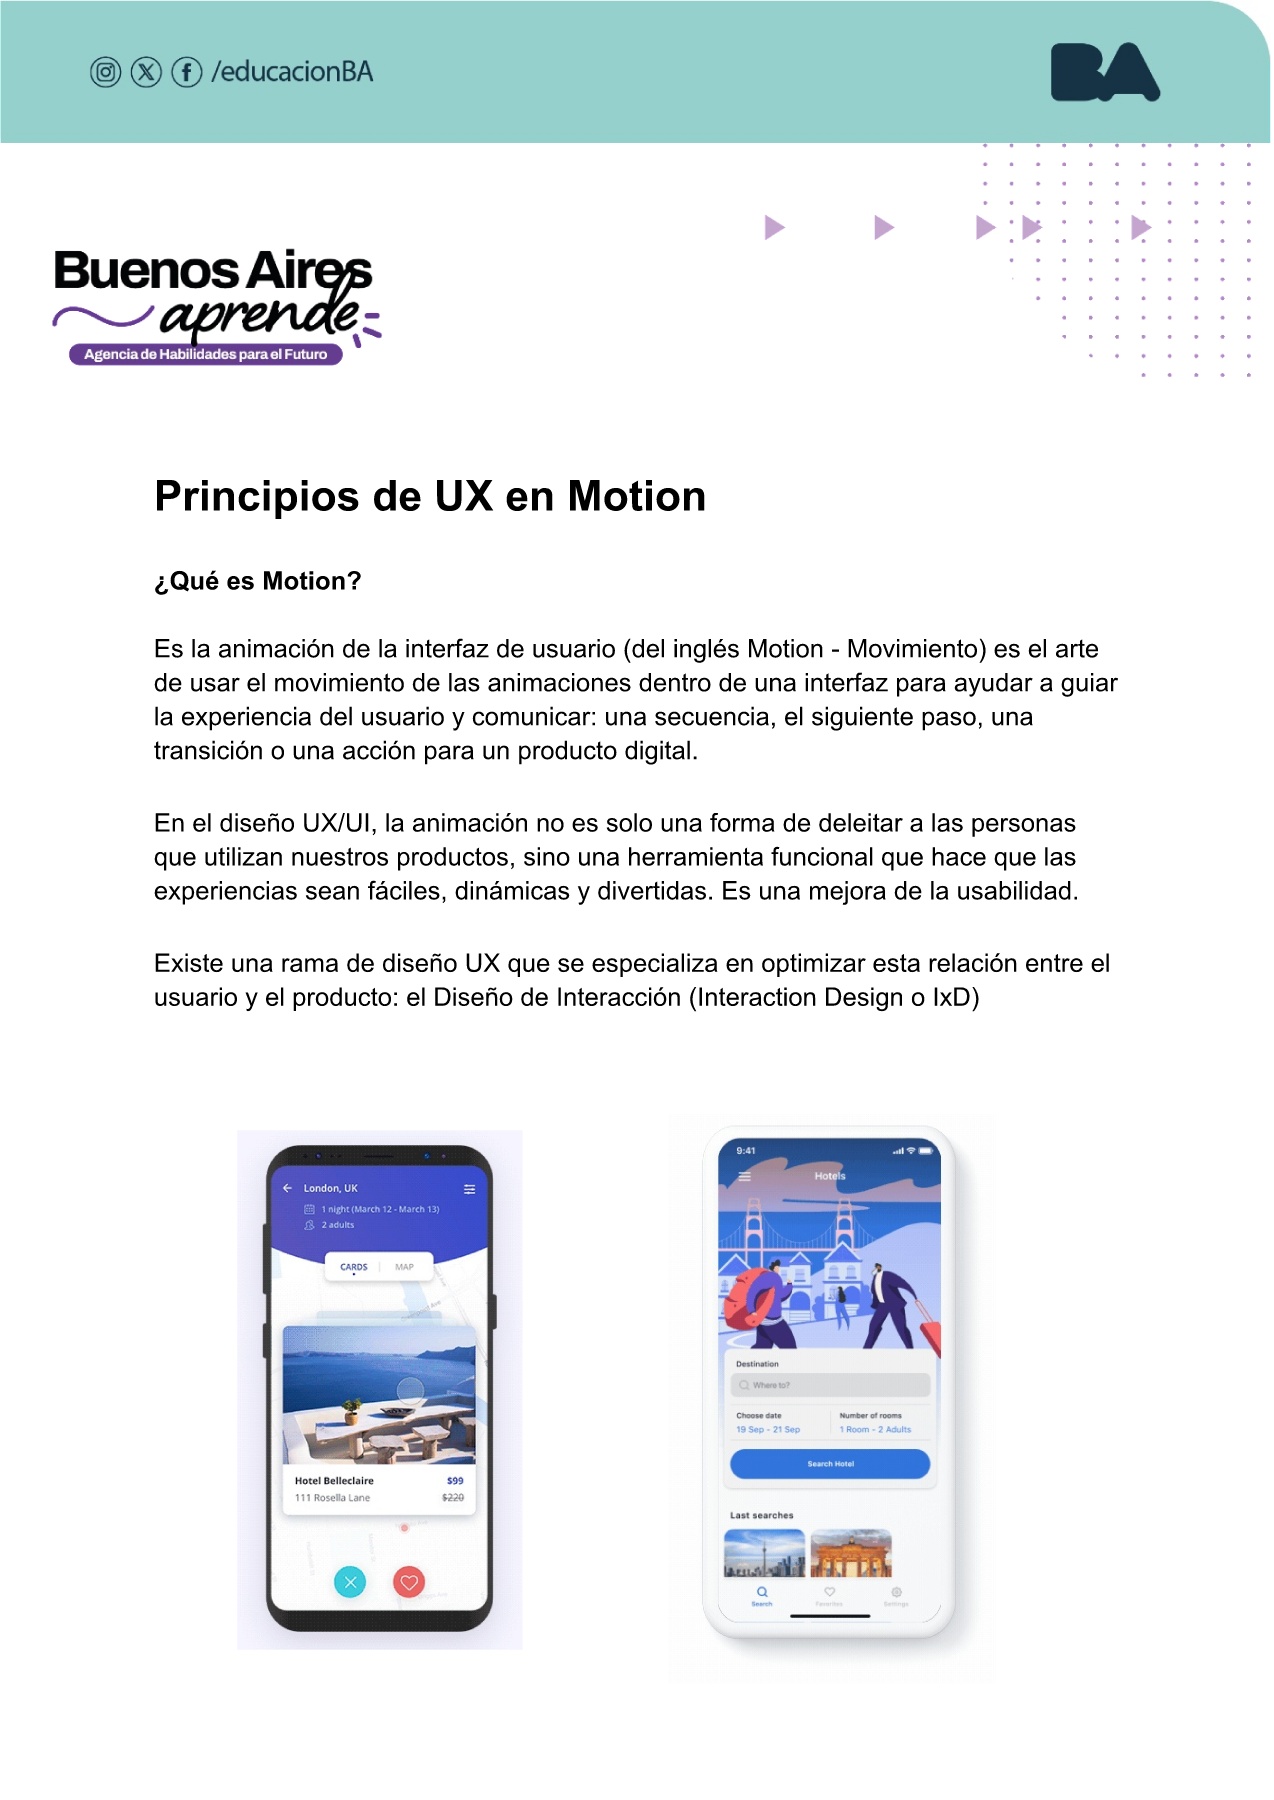 /educacionBA
BA
Buenos Aires
aprende
Agencia de Habilidades para el Futuro
Principios de UX en Motion
¿Qué es Motion?
Es la animación de la interfaz de usuario (del inglés Motion - Movimiento) es el arte
de usar el movimiento de las animaciones dentro de una interfaz para ayudar a guiar
la experiencia del usuario y comunicar: una secuencia, el siguiente paso, una
transición o una acción para un producto digital.
En el diseño UX/UI, la animación no es solo una forma de deleitar a las personas
que utilizan nuestros productos, sino una herramienta funcional que hace que las
experiencias sean fáciles, dinámicas y divertidas. Es una mejora de la usabilidad.
Existe una rama de diseño UX que se especializa en optimizar esta relación entre el
usuario y el producto: el Diseño de Interacción (Interaction Design o IxD)
London, UK
1 night (March 12 - March 13)
2 adults
CARDS MAP
Hotel Belleclaire $99
111 Rosella Lane $220
9:41
Hotels
Destination
Where to?
Choose date Number of rooms
19 Sep - 21 Sep 1 Room - 2 Adults
Search Hotel
Last searches
Search Favorites Settings